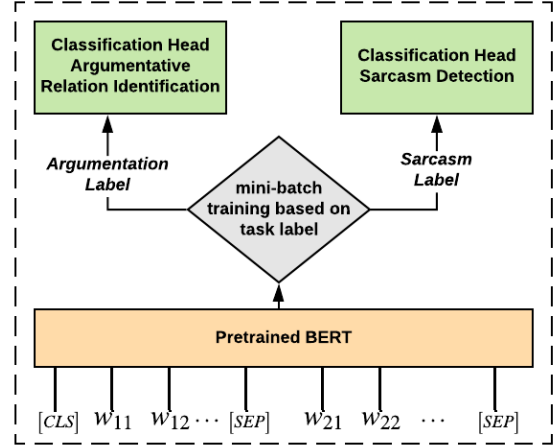 Classification Head
Argumentative
Relation Identification
Classification Head
Sarcasm Detection
Argumentation
Label
Sarcasm
Label
mini-batch
training based on
task label
Pretrained BERT
[CLS] w11 w12 ··· [SEP] w21 w22 ··· [SEP]